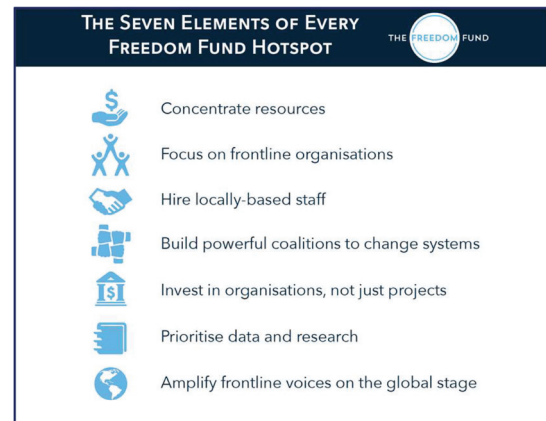 The Seven Elements of Every
Freedom Fund Hotspot
THE FREEDOM FUND
Concentrate resources
Focus on frontline organisations
Hire locally-based staff
Build powerful coalitions to change systems
Invest in organisations, not just projects
Prioritise data and research
Amplify frontline voices on the global stage